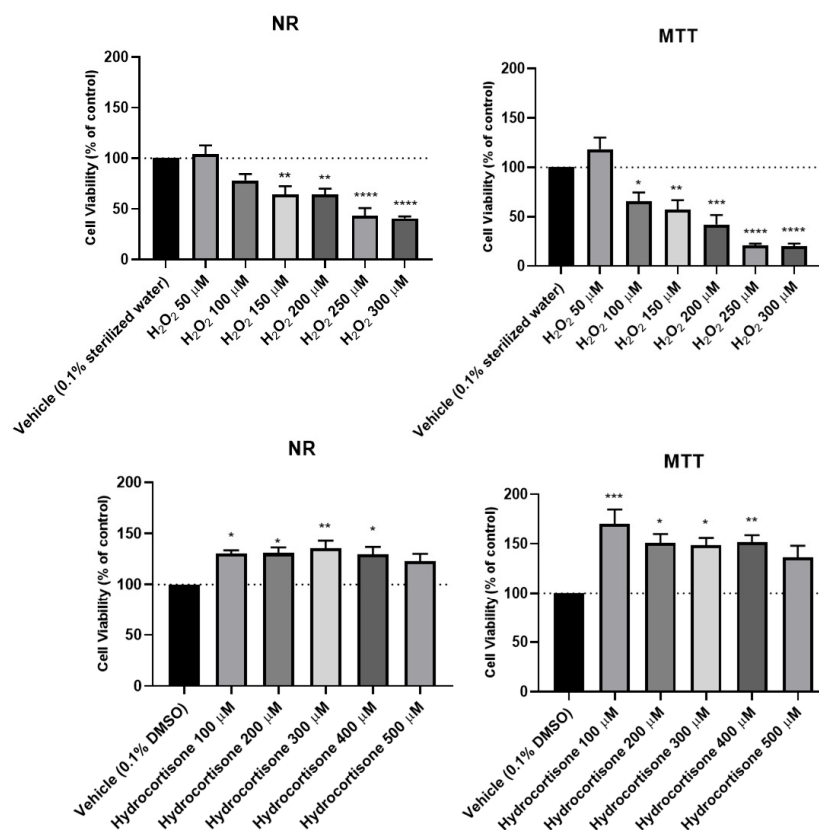 NR
Cell Viability (% of control)
200
150
100
50
0
**
**
****
****
Vehicle (0.1% sterilized water)
H₂O₂ 50 μM
H₂O₂ 100 μM
H₂O₂ 150 μM
H₂O₂ 200 μM
H₂O₂ 250 μM
H₂O₂ 300 μM
MTT
Cell Viability (% of control)
200
150
100
50
0
*
**
***
****
****
Vehicle (0.1% sterilized water)
H₂O₂ 50 μM
H₂O₂ 100 μM
H₂O₂ 150 μM
H₂O₂ 200 μM
H₂O₂ 250 μM
H₂O₂ 300 μM
NR
Cell Viability (% of control)
200
150
100
50
0
*
*
**
*
Vehicle (0.1% DMSO)
Hydrocortisone 100 μM
Hydrocortisone 200 μM
Hydrocortisone 300 μM
Hydrocortisone 400 μM
Hydrocortisone 500 μM
MTT
Cell Viability (% of control)
200
150
100
50
0
***
*
*
**
Vehicle (0.1% DMSO)
Hydrocortisone 100 μM
Hydrocortisone 200 μM
Hydrocortisone 300 μM
Hydrocortisone 400 μM
Hydrocortisone 500 μM